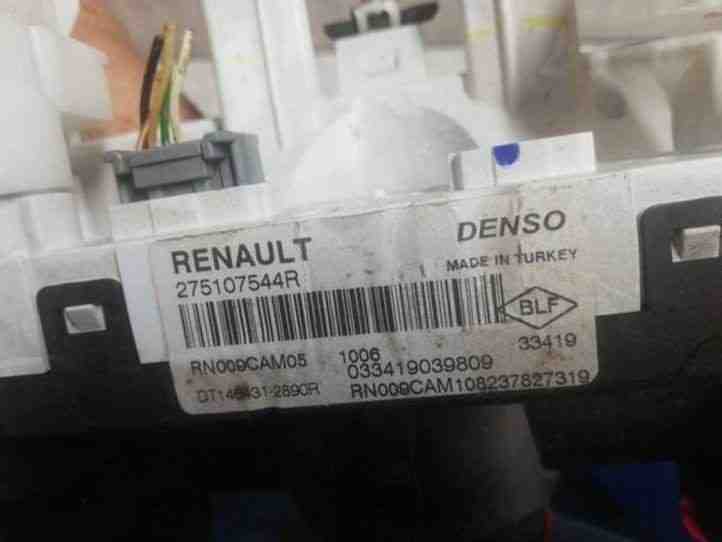 RENAULT DENSO
275107544R MADE IN TURKEY
BLF
33419
RN009CAM05 1006
033419039809
RN009CAM108237827319